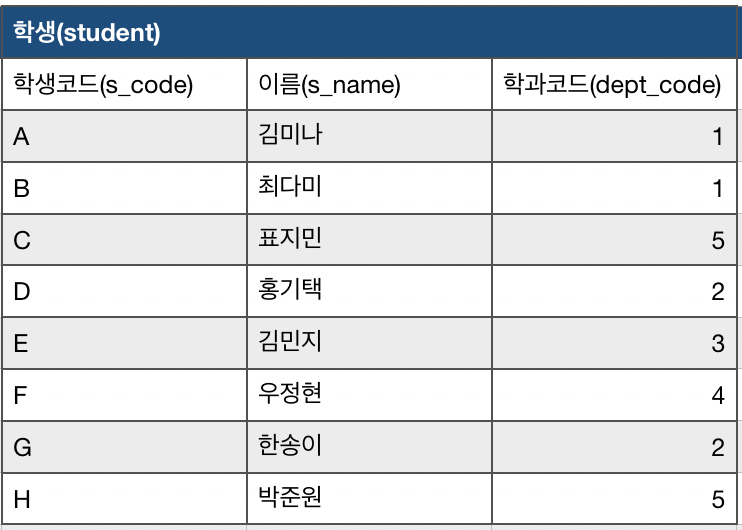 학생(student)
학생코드(s_code) 이름(s_name) 학과코드(dept_code)
A 김미나 1
B 최다미 1
C 표지민 5
D 홍기택 2
E 김민지 3
F 우정현 4
G 한송이 2
H 박준원 5